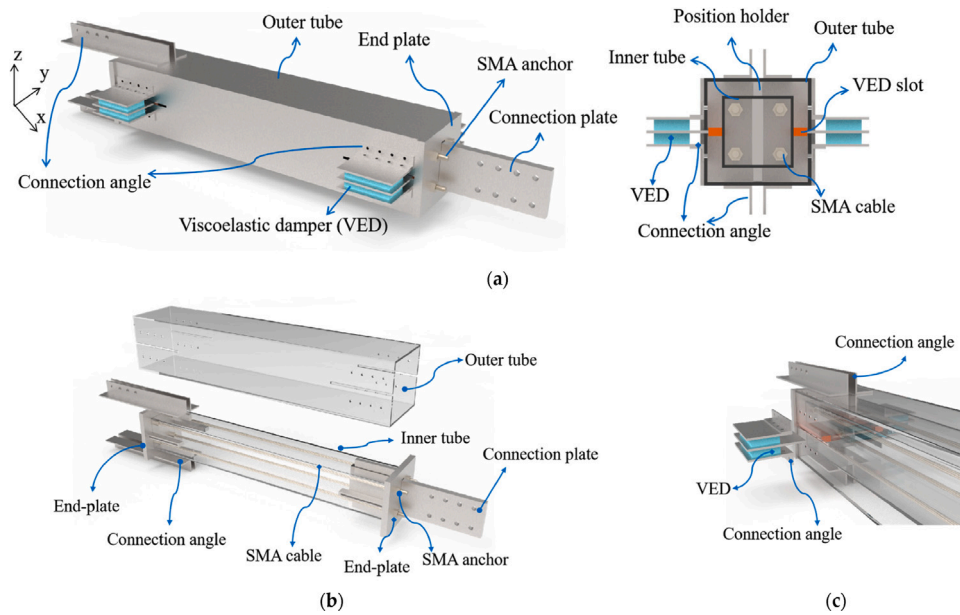 Outer tube
End plate
SMA anchor
Connection plate
z
y
x
Connection angle
Viscoelastic damper (VED)
Position holder
Outer tube
Inner tube
VED slot
VED
SMA cable
Connection angle
(a)
Outer tube
Inner tube
Connection plate
End-plate
Connection angle
SMA cable
End-plate
SMA anchor
(b)
Connection angle
VED
Connection angle
(c)